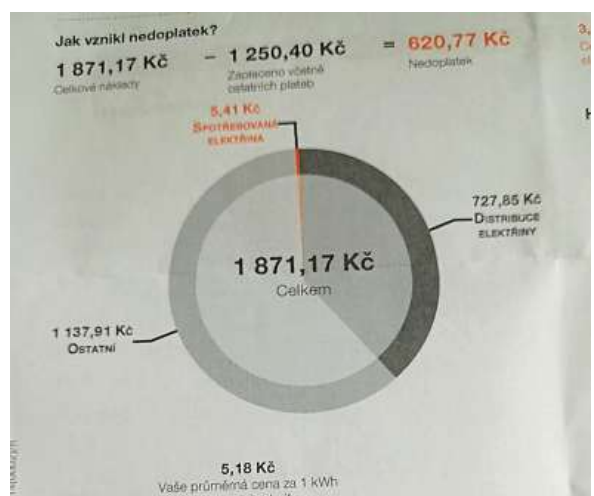 Jak vznikl nedoplatek?
1 871,17 Kč – 1 250,40 Kč = 620,77 Kč
Celkové náklady
Zaplaceno včetně
ostatních plateb
Nedoplatek
3,
5,41 Kč
SPOTŘEBOVANÁ
ELEKTŘINA
727,85 Kč
DISTRIBUCE
ELEKTŘINY
1 871,17 Kč
Celkem
1 137,91 Kč
OSTATNÍ
5,18 Kč
Vaše průměrná cena za 1 kWh